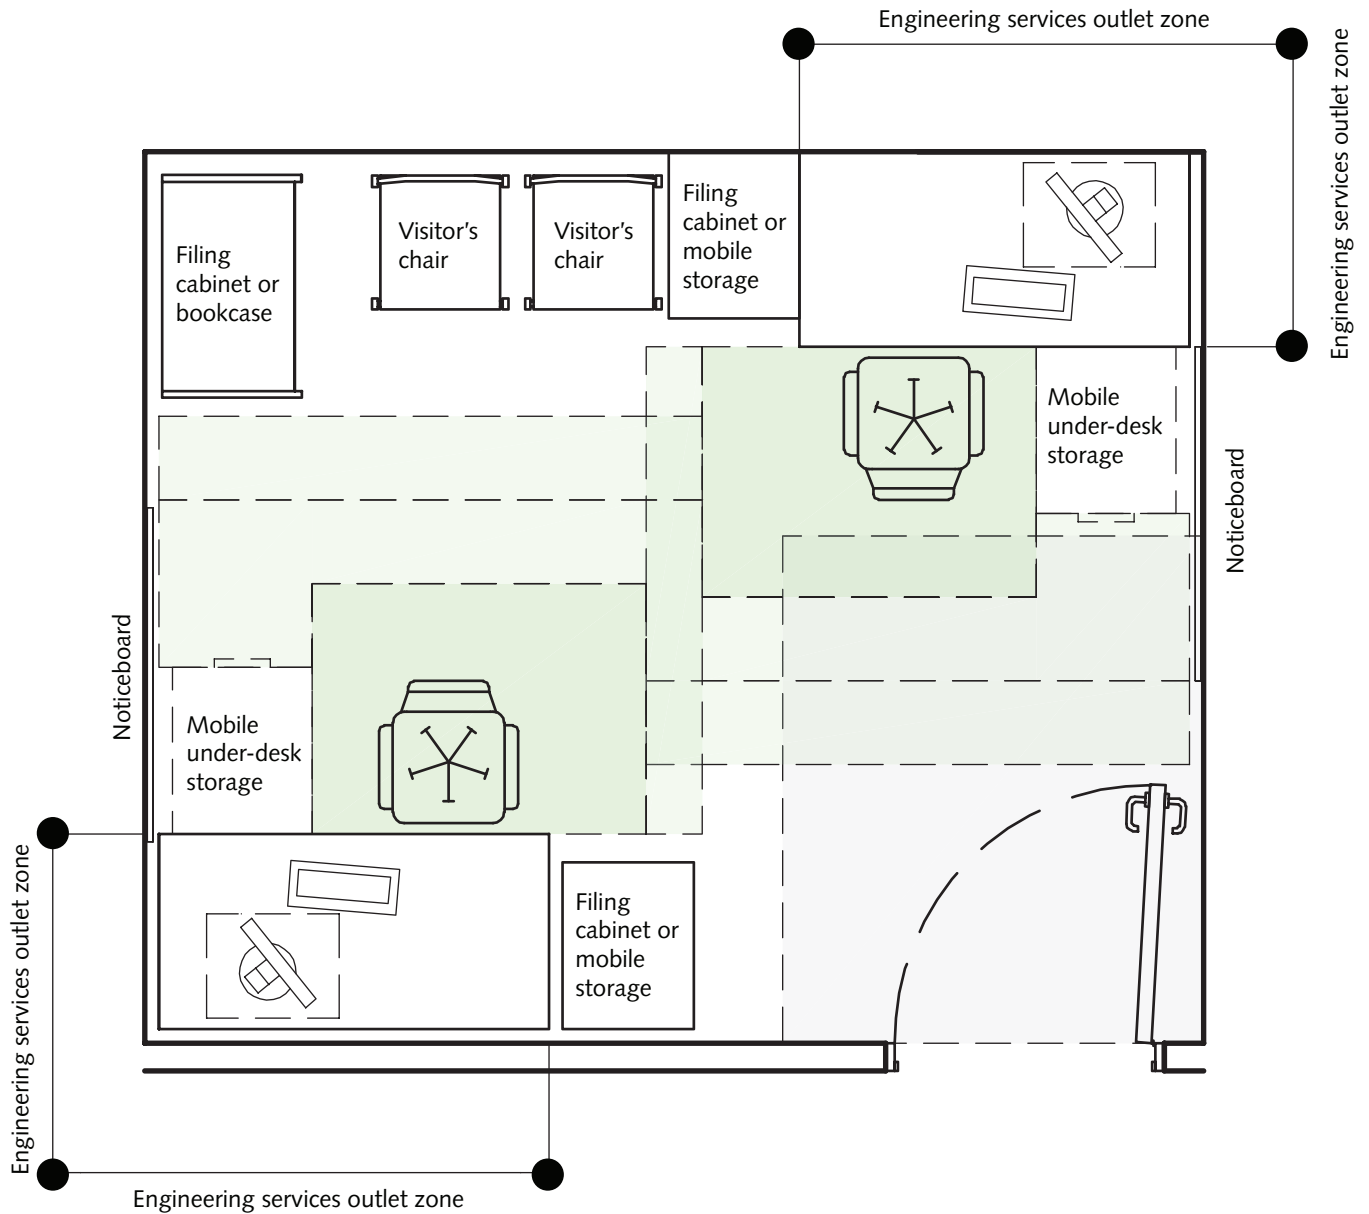 Engineering services outlet zone
Engineering services outlet zone
Filing
cabinet or
bookcase
Visitor's
chair
Visitor's
chair
Filing
cabinet or
mobile
storage
Mobile
under-desk
storage
Noticeboard
Noticeboard
Mobile
under-desk
storage
Filing
cabinet or
mobile
storage
Engineering services outlet zone
Engineering services outlet zone